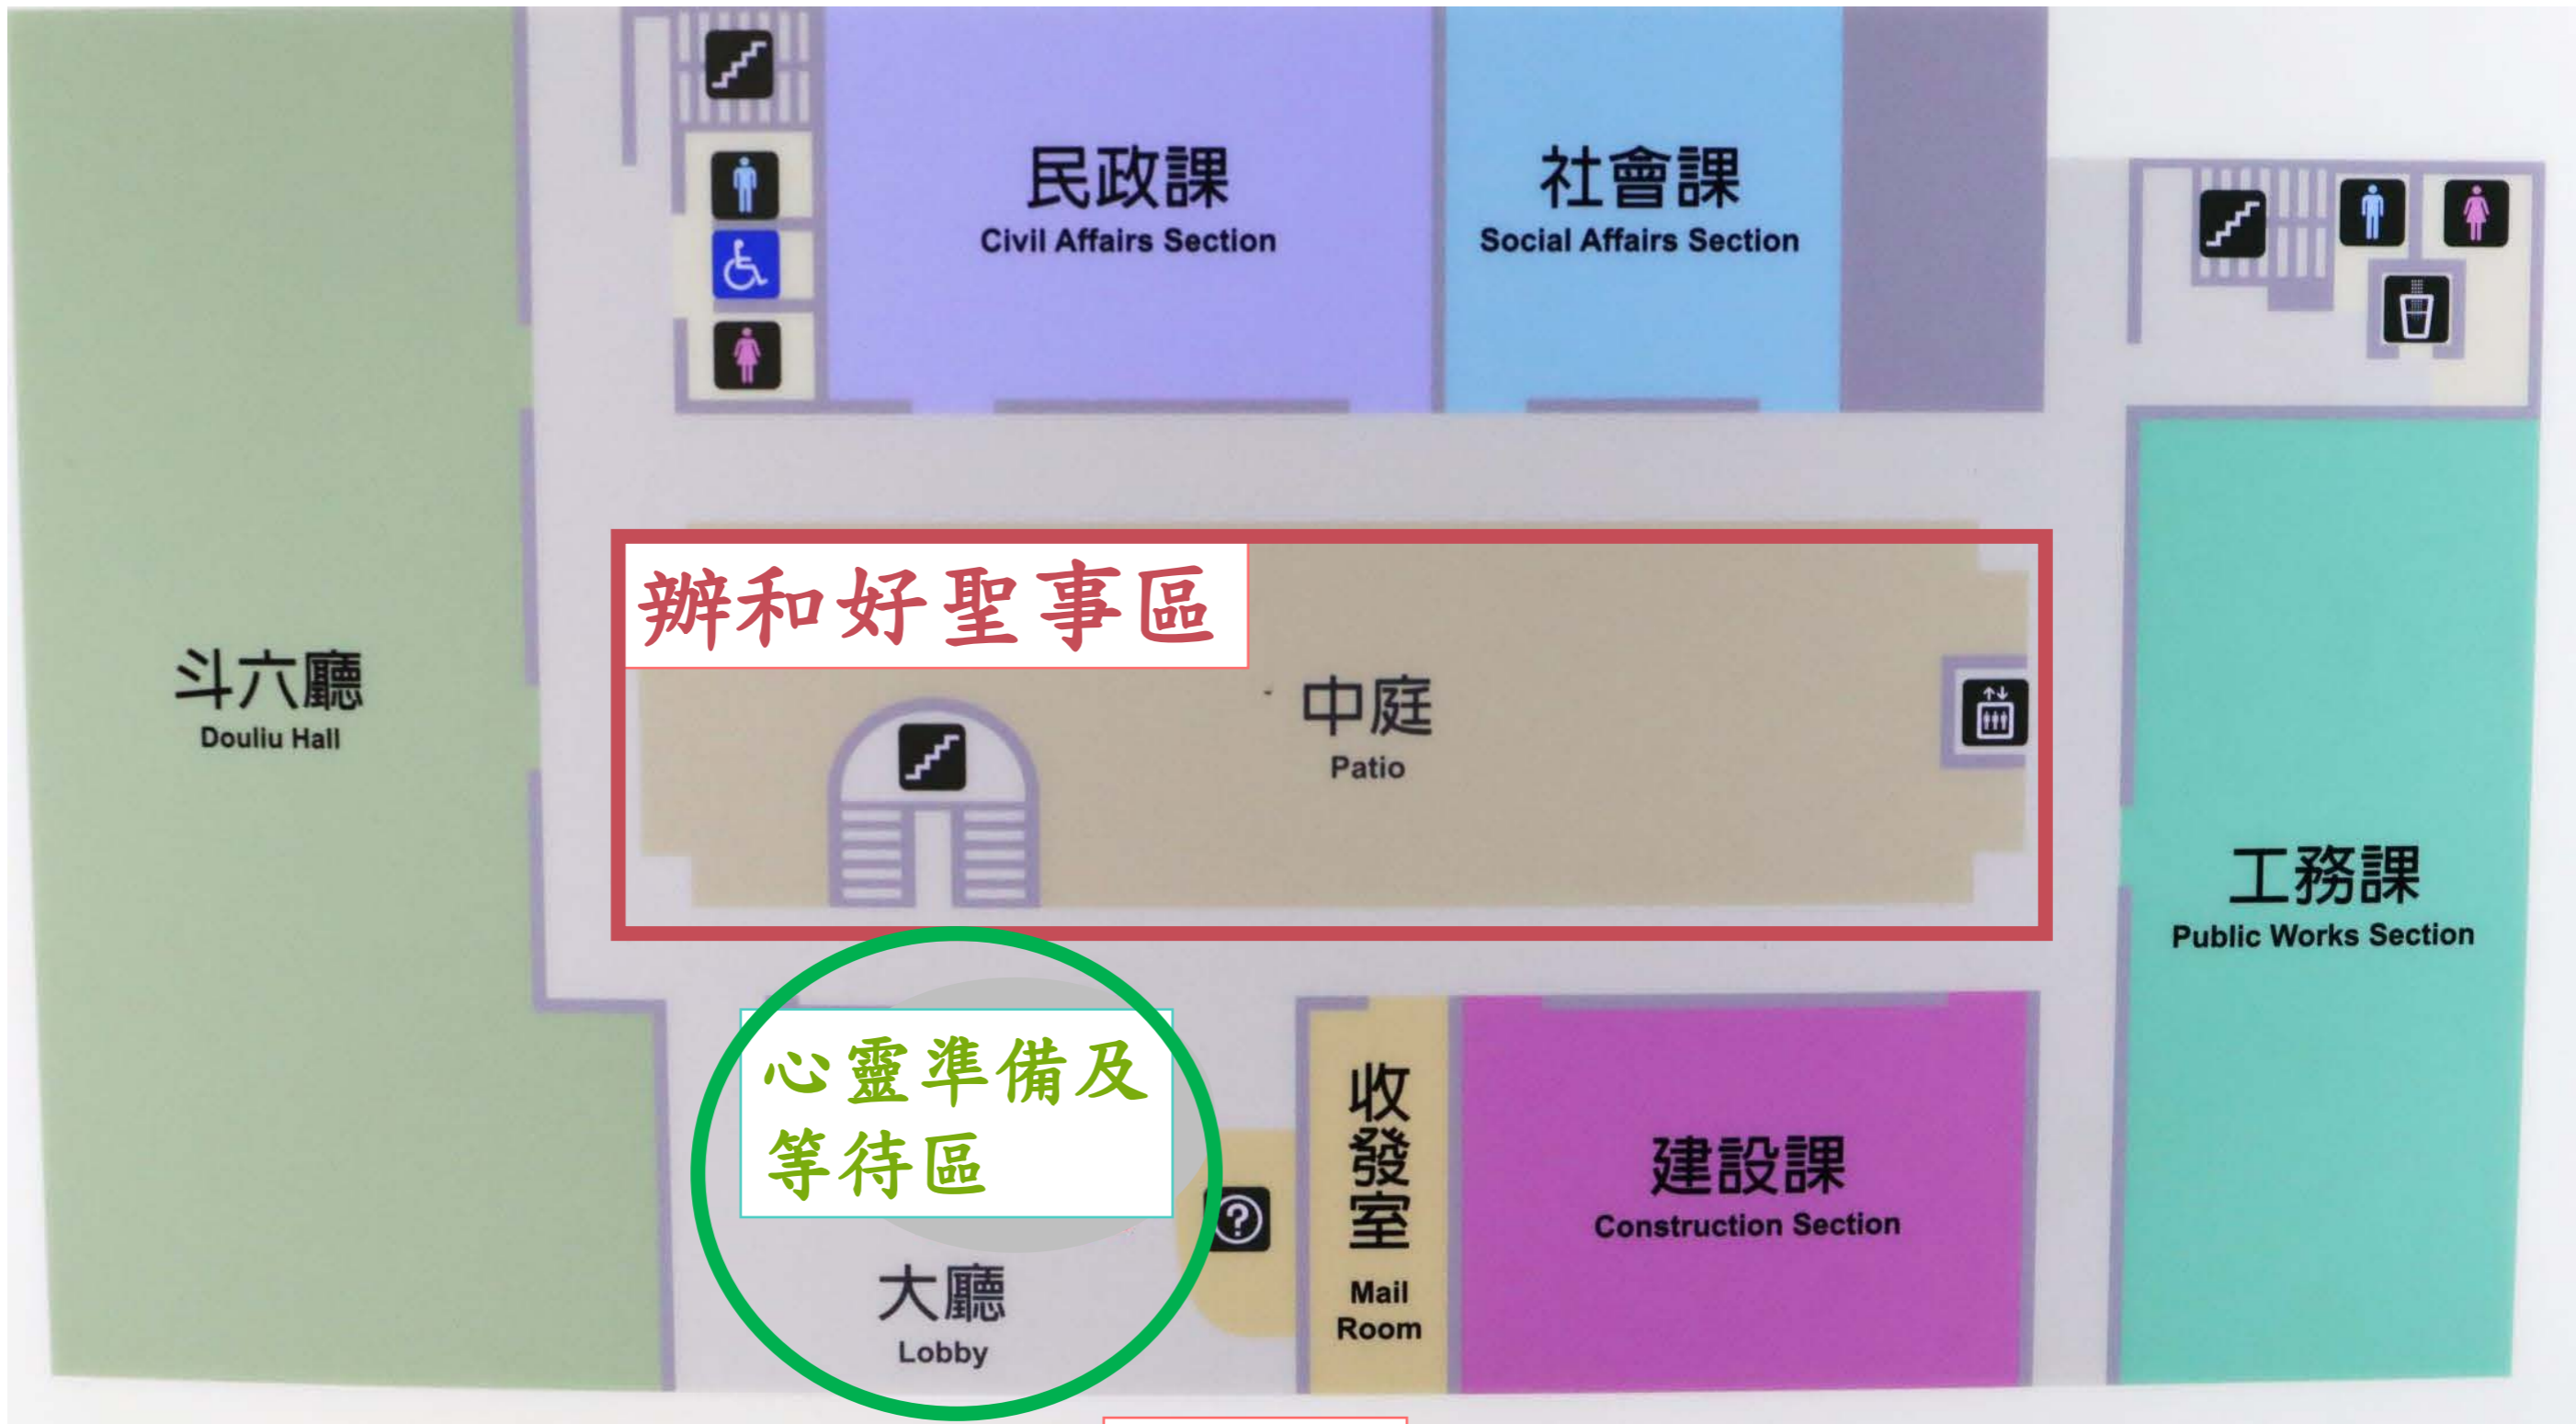 民政課
Civil Affairs Section
社會課
Social Affairs Section
辦和好聖事區
斗六廳
Douliu Hall
中庭
Patio
工務課
Public Works Section
心靈準備及
等待區
大廳
Lobby
?
收發室
Mail
Room
建設課
Construction Section